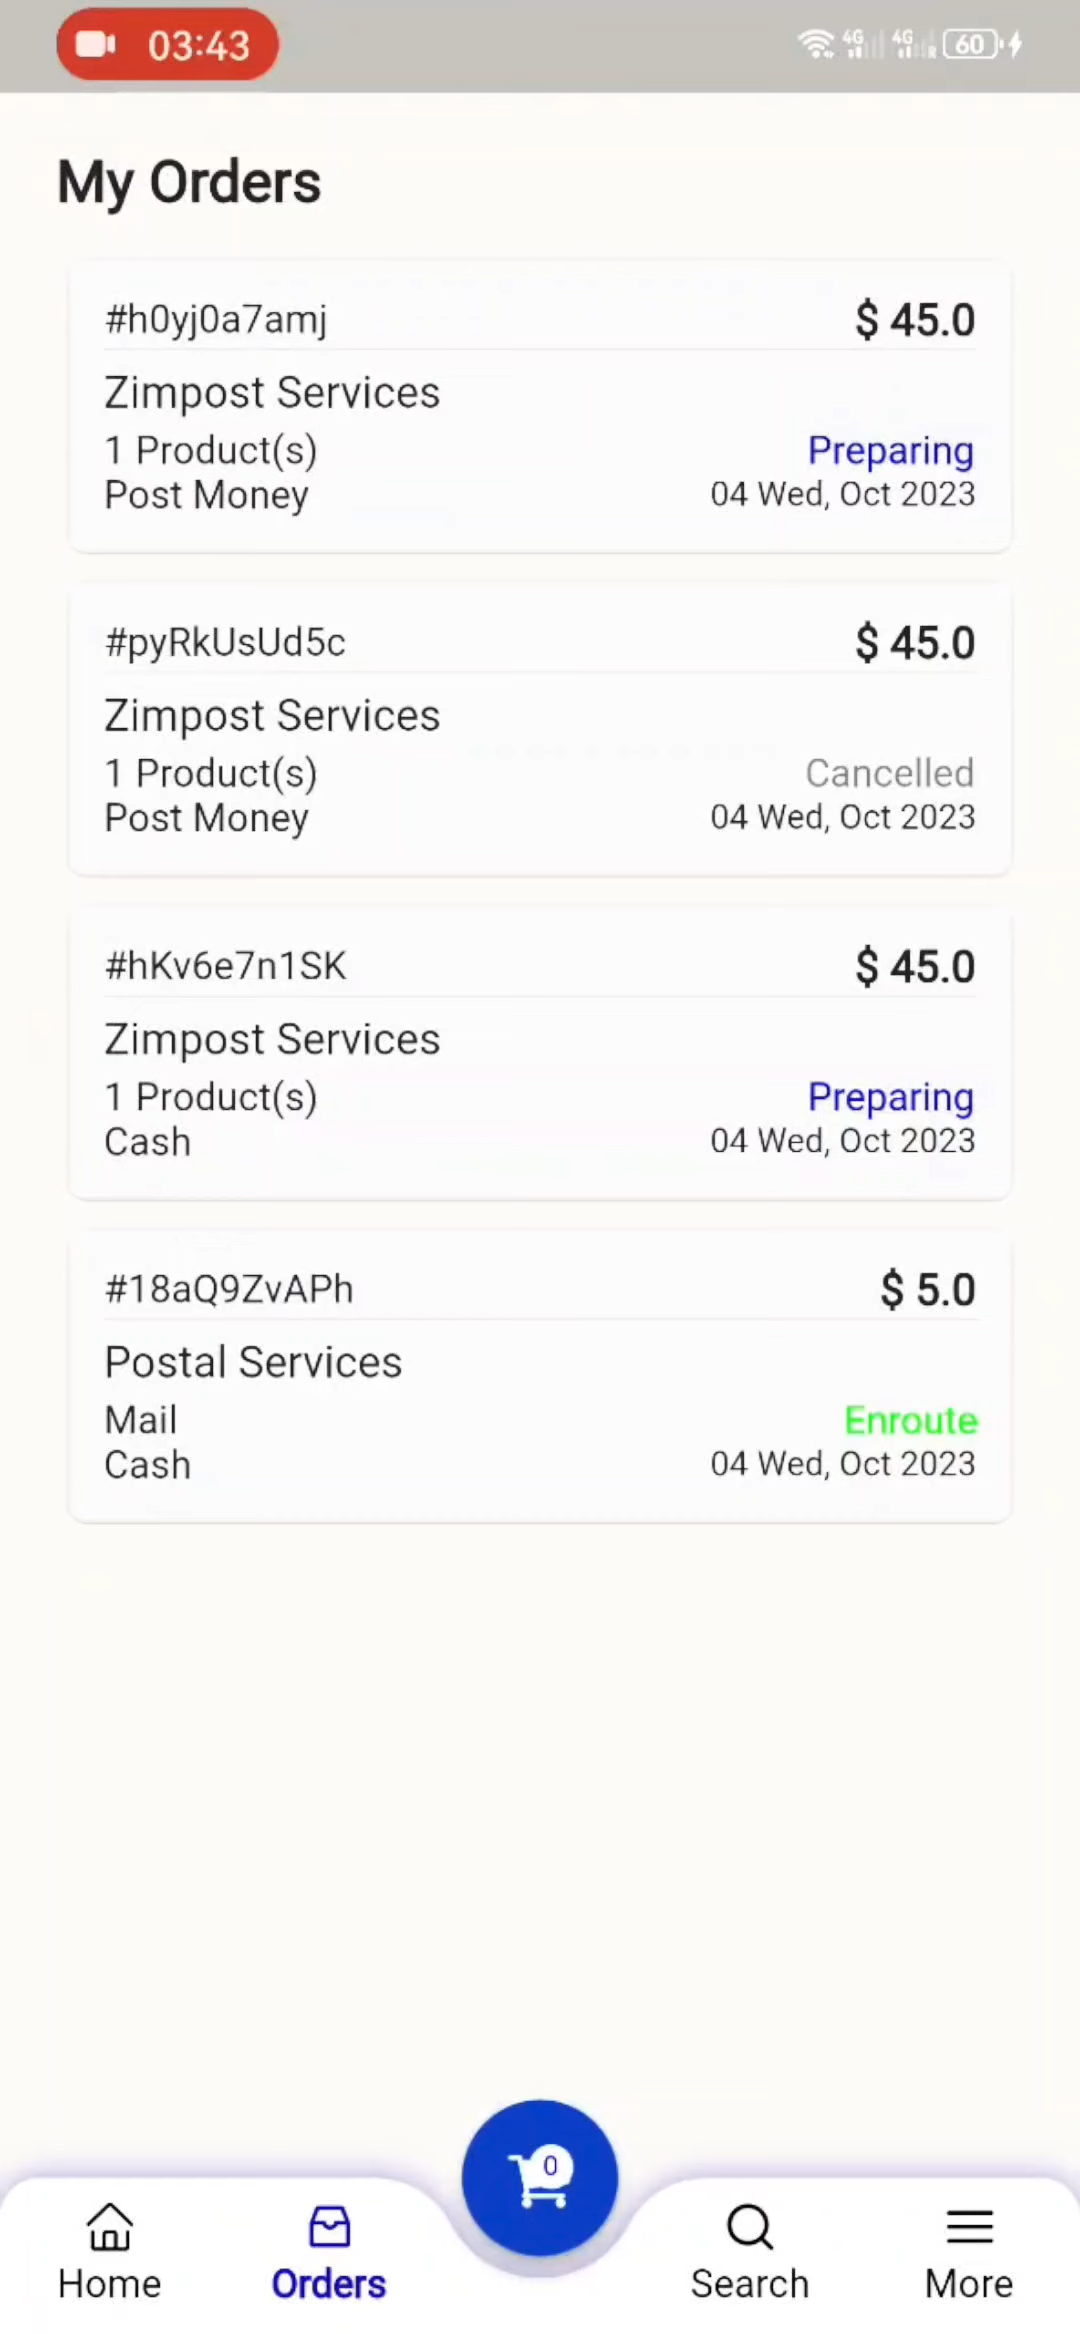 03:43
4G 4G R 60
My Orders
#h0yj0a7amj $ 45.0
Zimpost Services
1 Product(s) Preparing
Post Money 04 Wed, Oct 2023
#pyRkUsUd5c $ 45.0
Zimpost Services
1 Product(s) Cancelled
Post Money 04 Wed, Oct 2023
#hKv6e7n1SK $ 45.0
Zimpost Services
1 Product(s) Preparing
Cash 04 Wed, Oct 2023
#18aQ9ZvAPh $ 5.0
Postal Services
Mail Enroute
Cash 04 Wed, Oct 2023
0
Home Orders Search More